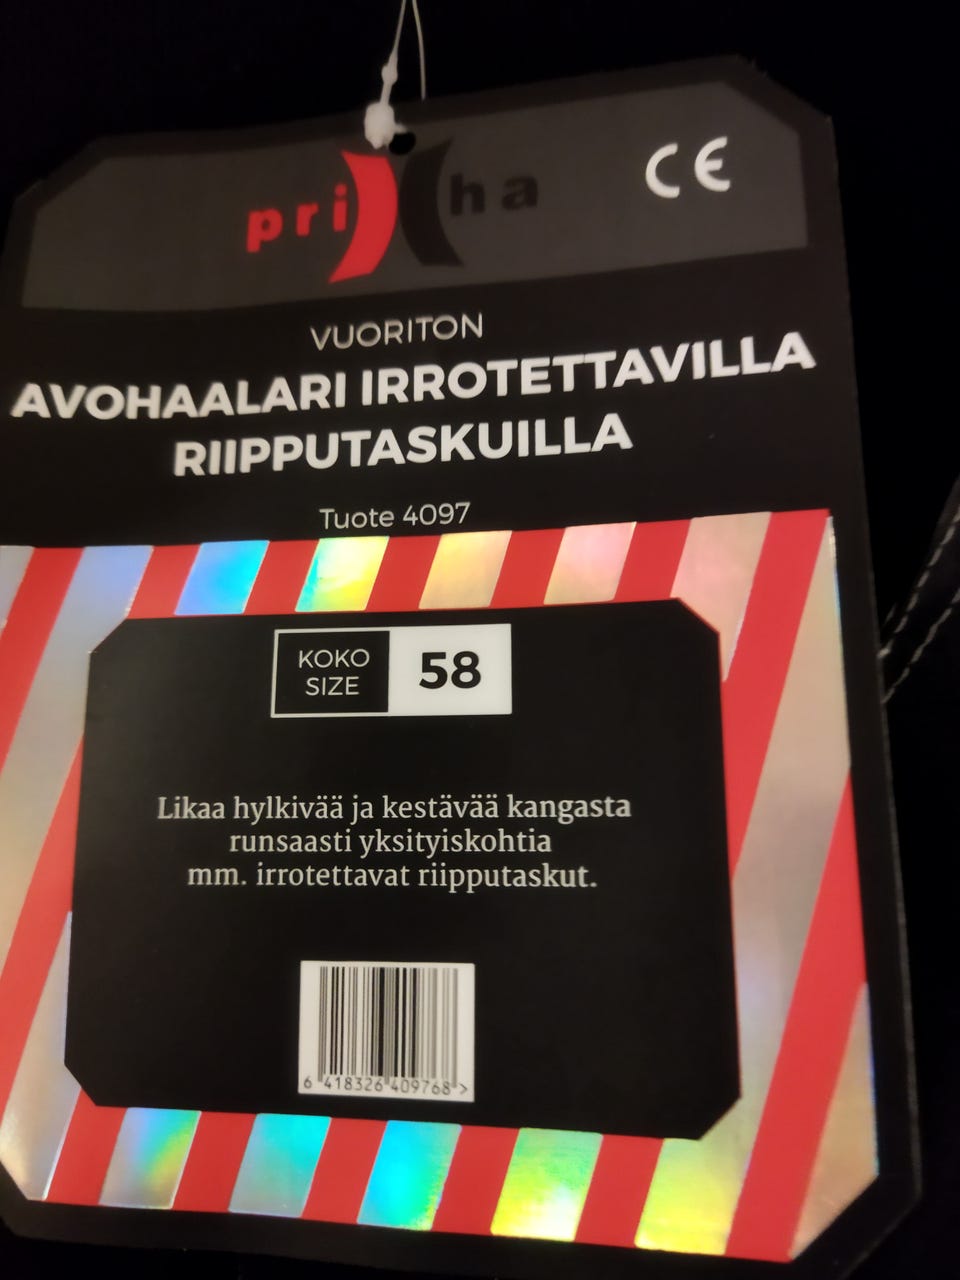 priha
CE
VUORITON
AVOHAALARI IRROTETTAVILLA
RIIPPUTASKUILLA
Tuote 4097
KOKO
SIZE
58
Likaa hylkivää ja kestävää kangasta
runsaasti yksityiskohtia
mm. irrotettavat riipputaskut.
6 418326 409768 >